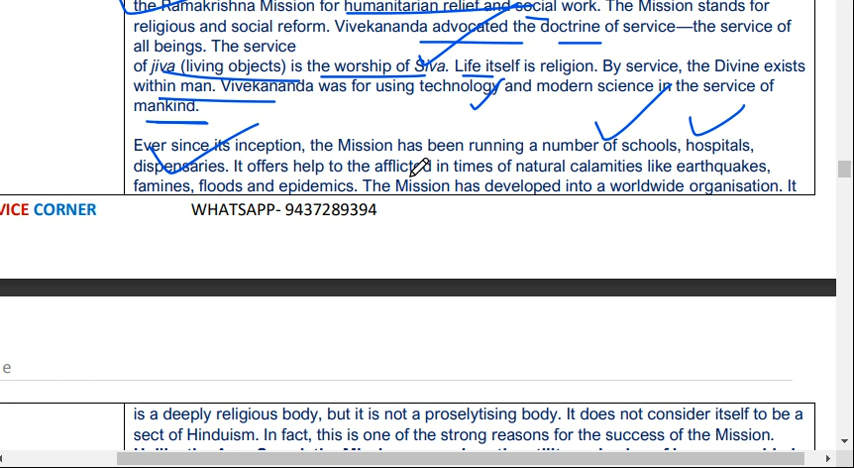 the Ramakrishna Mission for humanitarian relief and social work. The Mission stands for
religious and social reform. Vivekananda advocated the doctrine of service—the service of
all beings. The service
of jiva (living objects) is the worship of Siva. Life itself is religion. By service, the Divine exists
within man. Vivekananda was for using technology and modern science in the service of
mankind.
Ever since its inception, the Mission has been running a number of schools, hospitals,
dispensaries. It offers help to the afflicted in times of natural calamities like earthquakes,
famines, floods and epidemics. The Mission has developed into a worldwide organisation. It
VICE CORNER WHATSAPP- 9437289394
e
is a deeply religious body, but it is not a proselytising body. It does not consider itself to be a
sect of Hinduism. In fact, this is one of the strong reasons for the success of the Mission.